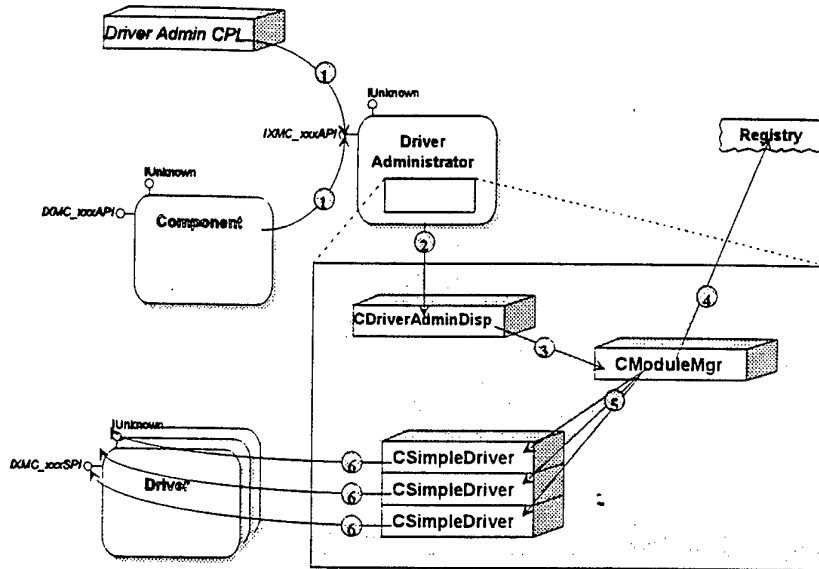 Driver Admin CPL
1
IUnknown
IXMC_xxxAPI
Driver
Administrator
Registry
IUnknown
1
IXMC_xxxAPI
Component
2
4
CDriverAdminDisp
3
CModuleMgr
5
IUnknown
IXMC_xxxSPI
Driver
6
CSimpleDriver
6
CSimpleDriver
6
CSimpleDriver